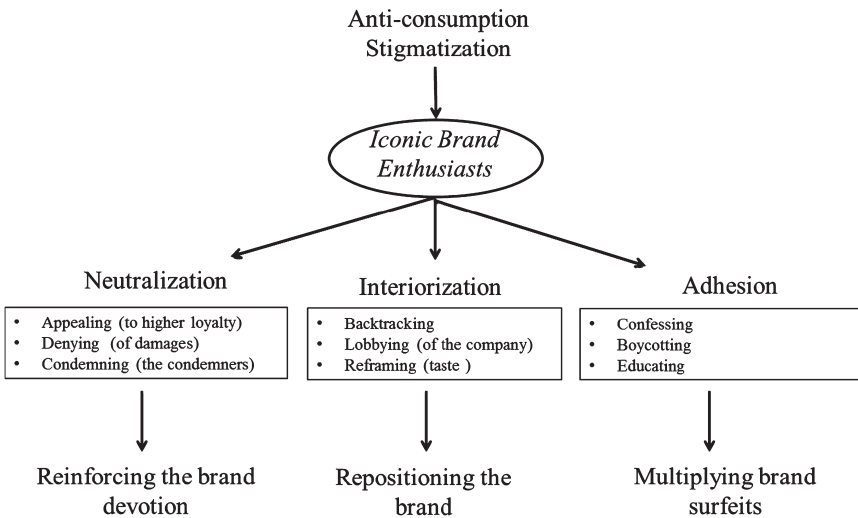 Anti-consumption
Stigmatization
Iconic Brand
Enthusiasts
Neutralization
• Appealing (to higher loyalty)
• Denying (of damages)
• Condemning (the condemners)
Interiorization
• Backtracking
• Lobbying (of the company)
• Reframing (taste )
Adhesion
• Confessing
• Boycotting
• Educating
Reinforcing the brand
devotion
Repositioning the
brand
Multiplying brand
surfeits